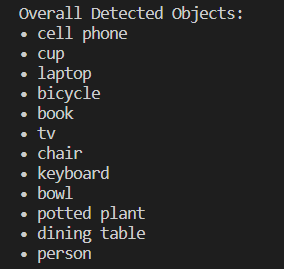 Overall Detected Objects:
• cell phone
• cup
• laptop
• bicycle
• book
• tv
• chair
• keyboard
• bowl
• potted plant
• dining table
• person